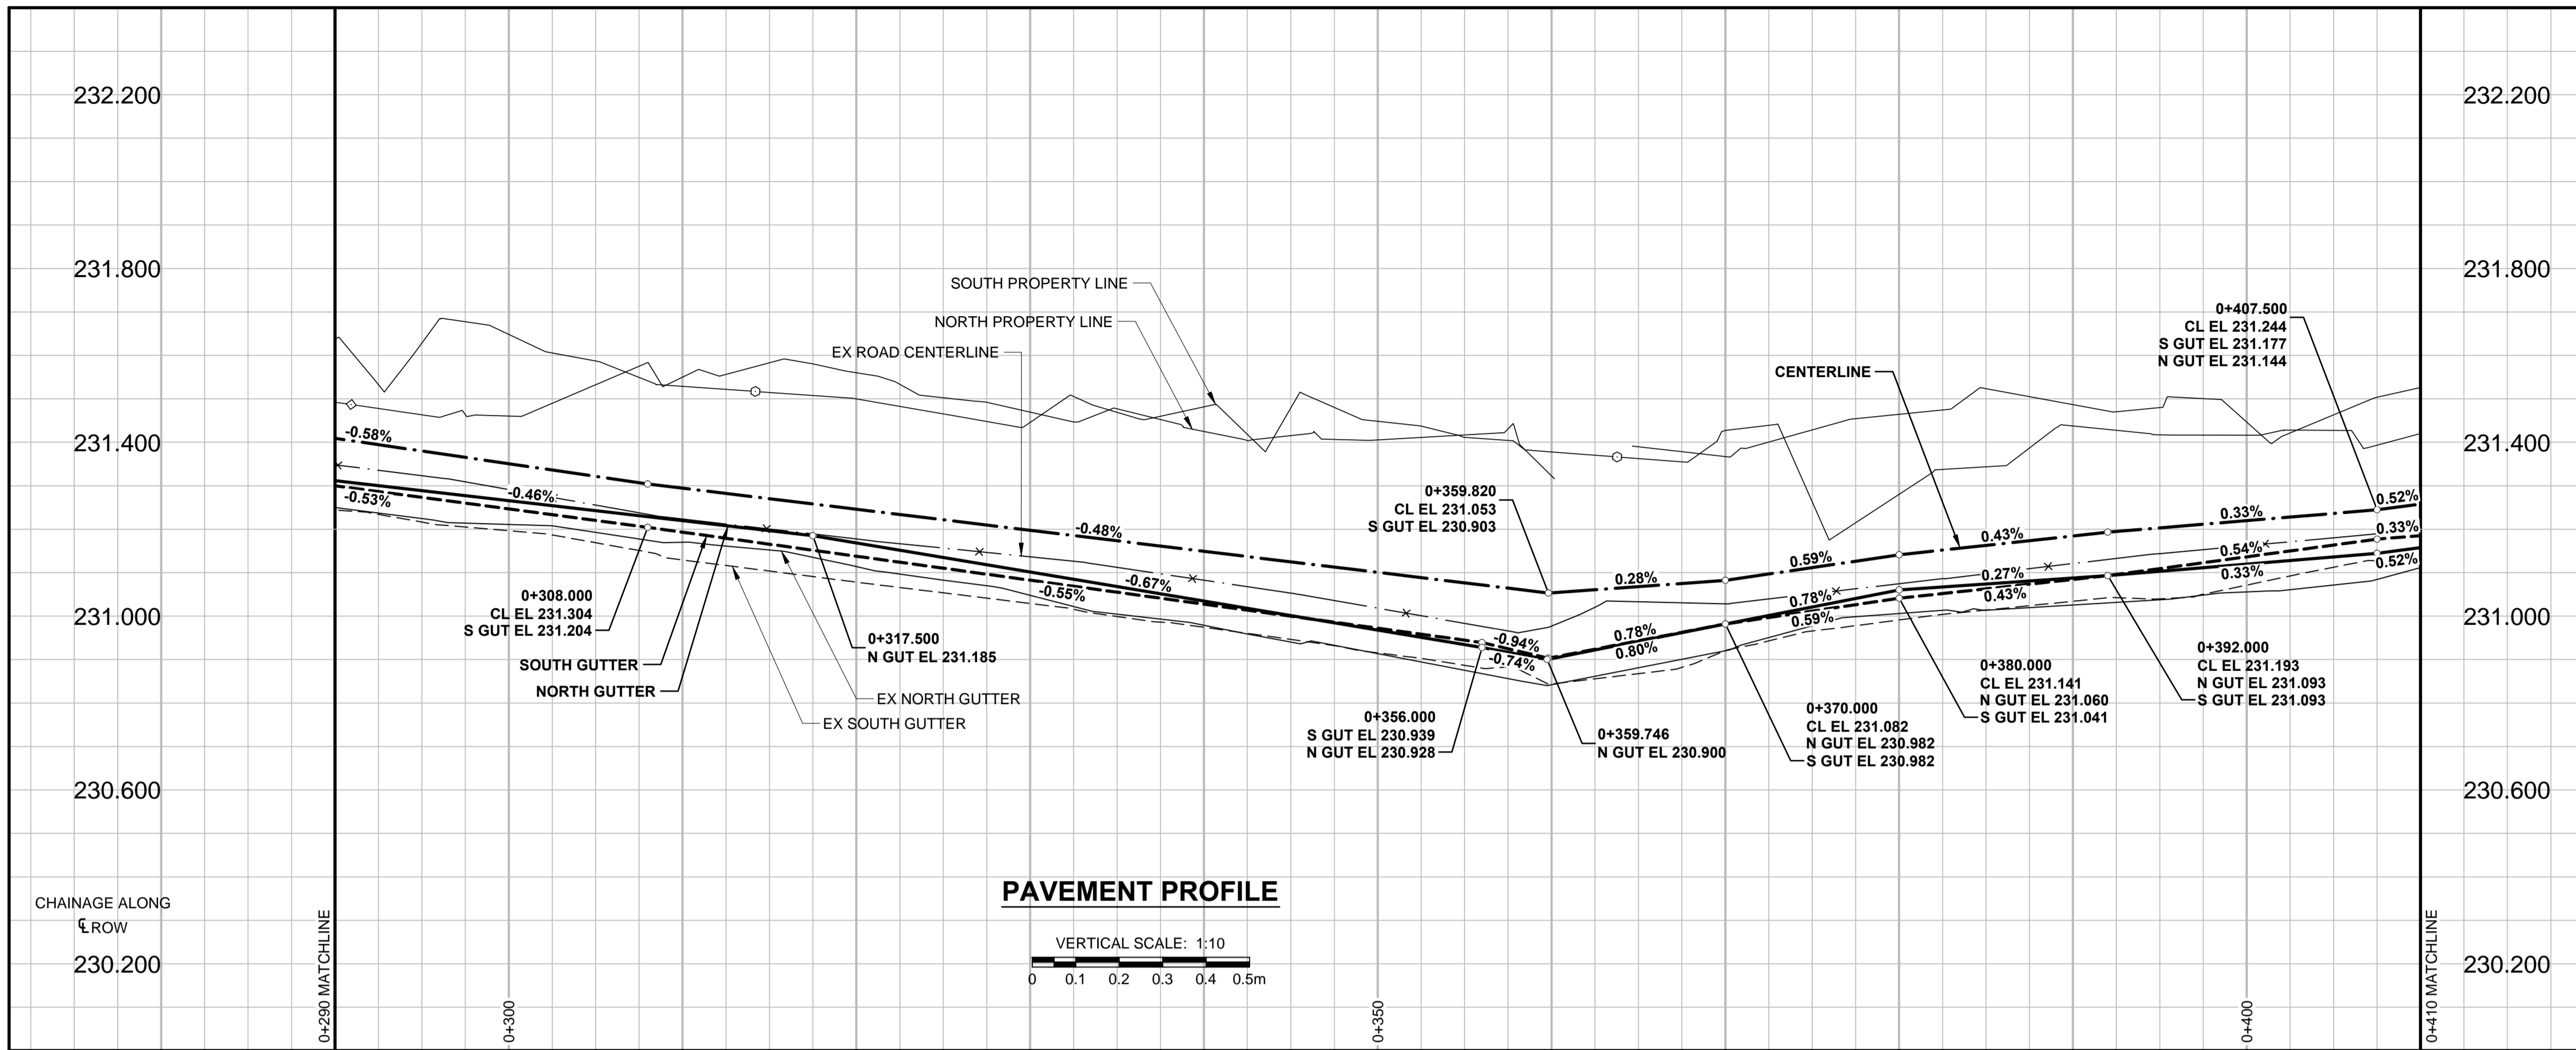 232.200
232.200
231.800
231.800
SOUTH PROPERTY LINE
NORTH PROPERTY LINE
EX ROAD CENTERLINE
0+407.500
CL EL 231.244
S GUT EL 231.177
N GUT EL 231.144
CENTERLINE
231.400
231.400
-0.58%
-0.46%
-0.53%
-0.48%
0+359.820
CL EL 231.053
S GUT EL 230.903
0.52%
0.33%
0.43%
0.33%
0.54%
0.59%
0.28%
0.27%
0.33%
0.52%
0.43%
0.78%
0.59%
-0.67%
-0.55%
231.000
231.000
0+308.000
CL EL 231.304
S GUT EL 231.204
0+317.500
N GUT EL 231.185
-0.94%
-0.74%
0.78%
0.80%
SOUTH GUTTER
NORTH GUTTER
EX NORTH GUTTER
EX SOUTH GUTTER
0+356.000
S GUT EL 230.939
N GUT EL 230.928
0+359.746
N GUT EL 230.900
0+370.000
CL EL 231.082
N GUT EL 230.982
S GUT EL 230.982
0+380.000
CL EL 231.141
N GUT EL 231.060
S GUT EL 231.041
0+392.000
CL EL 231.193
N GUT EL 231.093
S GUT EL 231.093
230.600
230.600
PAVEMENT PROFILE
CHAINAGE ALONG
℄ ROW
VERTICAL SCALE: 1:10
0 0.1 0.2 0.3 0.4 0.5m
230.200
230.200
0+290 MATCHLINE
0+300
0+350
0+400
0+410 MATCHLINE